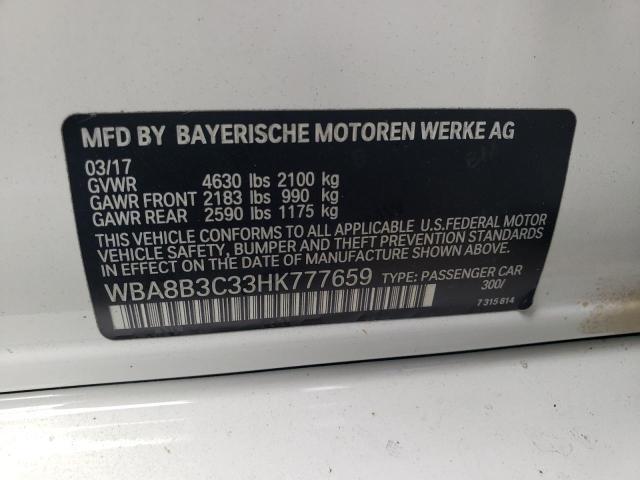 MFD BY BAYERISCHE MOTOREN WERKE AG
03/17
GVWR 4630 lbs 2100 kg
GAWR FRONT 2183 lbs 990 kg
GAWR REAR 2590 lbs 1175 kg
THIS VEHICLE CONFORMS TO ALL APPLICABLE U.S.FEDERAL MOTOR
VEHICLE SAFETY, BUMPER AND THEFT PREVENTION STANDARDS
IN EFFECT ON THE DATE OF MANUFACTURE SHOWN ABOVE.
WBA8B3C33HK777659 TYPE: PASSENGER CAR
300/
7 315 814